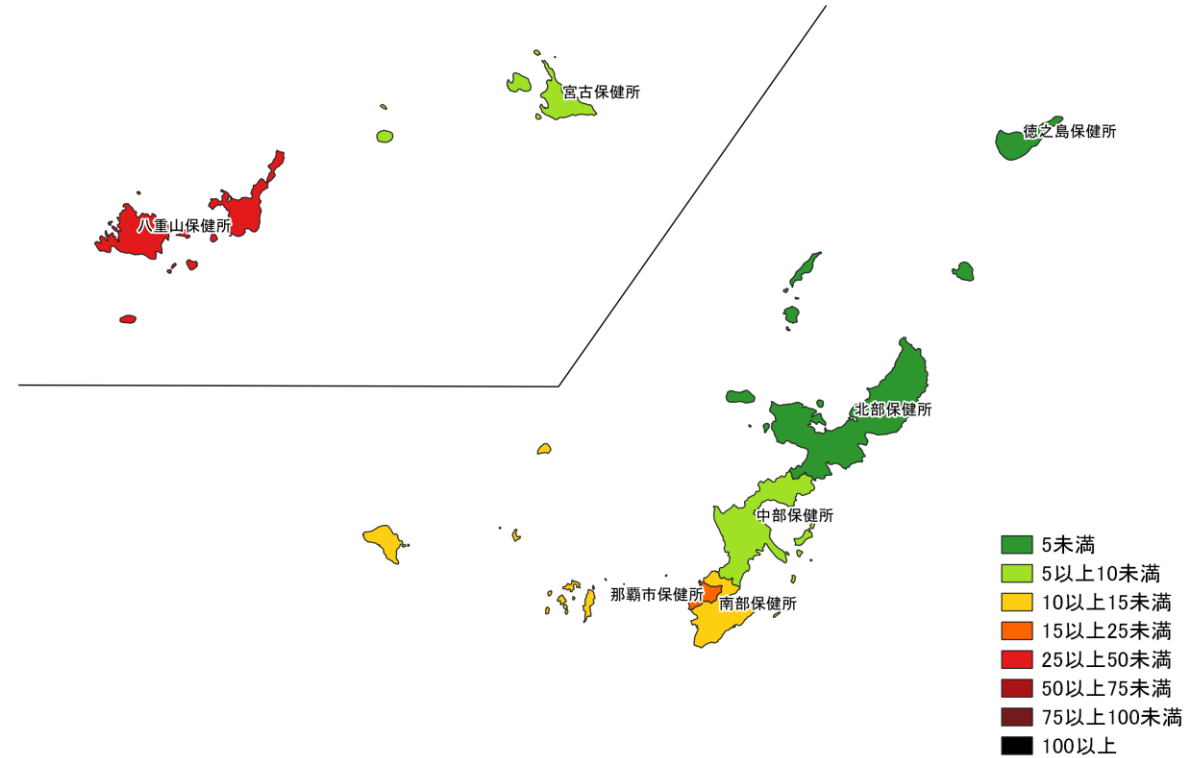 宮古保健所
徳之島保健所
八重山保健所
北部保健所
中部保健所
那覇市保健所
南部保健所
5未満
5以上10未満
10以上15未満
15以上25未満
25以上50未満
50以上75未満
75以上100未満
100以上